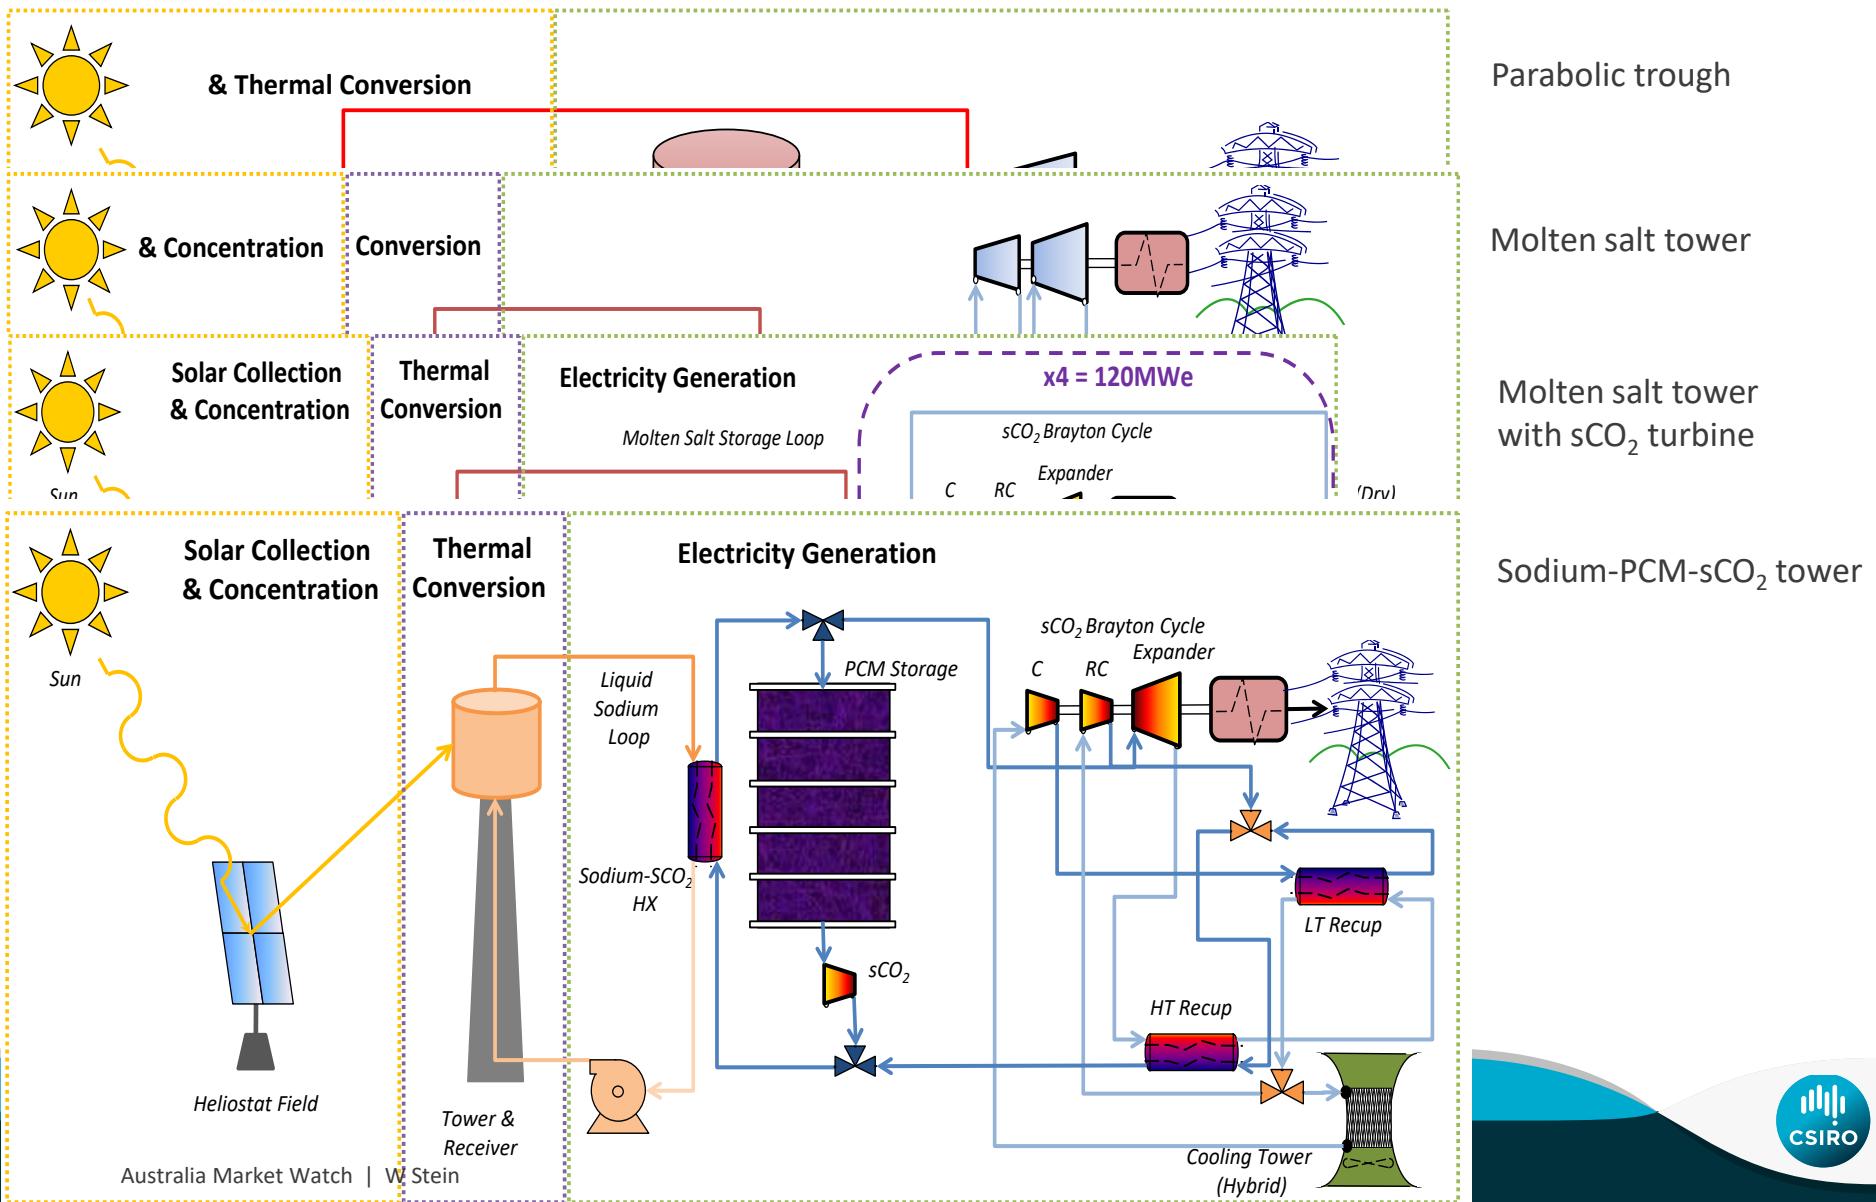 & Thermal Conversion
Parabolic trough
& Concentration
Conversion
Molten salt tower
Solar Collection
& Concentration
Thermal
Conversion
Electricity Generation
x4 = 120MWe
Molten Salt Storage Loop
sCO₂ Brayton Cycle
Expander
C
RC
Sun
(Dry)
Molten salt tower
with sCO₂ turbine
Solar Collection
& Concentration
Thermal
Conversion
Electricity Generation
Sodium-PCM-sCO₂ tower
Sun
Liquid
Sodium
Loop
PCM Storage
sCO₂ Brayton Cycle
Expander
C
RC
Sodium-SCO₂
HX
LT Recup
sCO₂
HT Recup
Heliostat Field
Tower &
Receiver
Cooling Tower
(Hybrid)
Australia Market Watch | W Stein
CSIRO